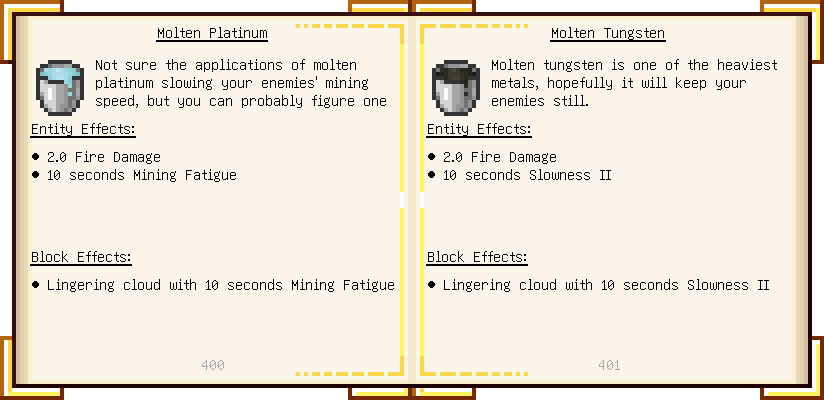 Molten Platinum
Not sure the applications of molten
platinum slowing your enemies' mining
speed, but you can probably figure one
Entity Effects:
● 2.0 Fire Damage
● 10 seconds Mining Fatigue
Block Effects:
● Lingering cloud with 10 seconds Mining Fatigue
400
Molten Tungsten
Molten tungsten is one of the heaviest
metals, hopefully it will keep your
enemies still.
Entity Effects:
● 2.0 Fire Damage
● 10 seconds Slowness II
Block Effects:
● Lingering cloud with 10 seconds Slowness II
401